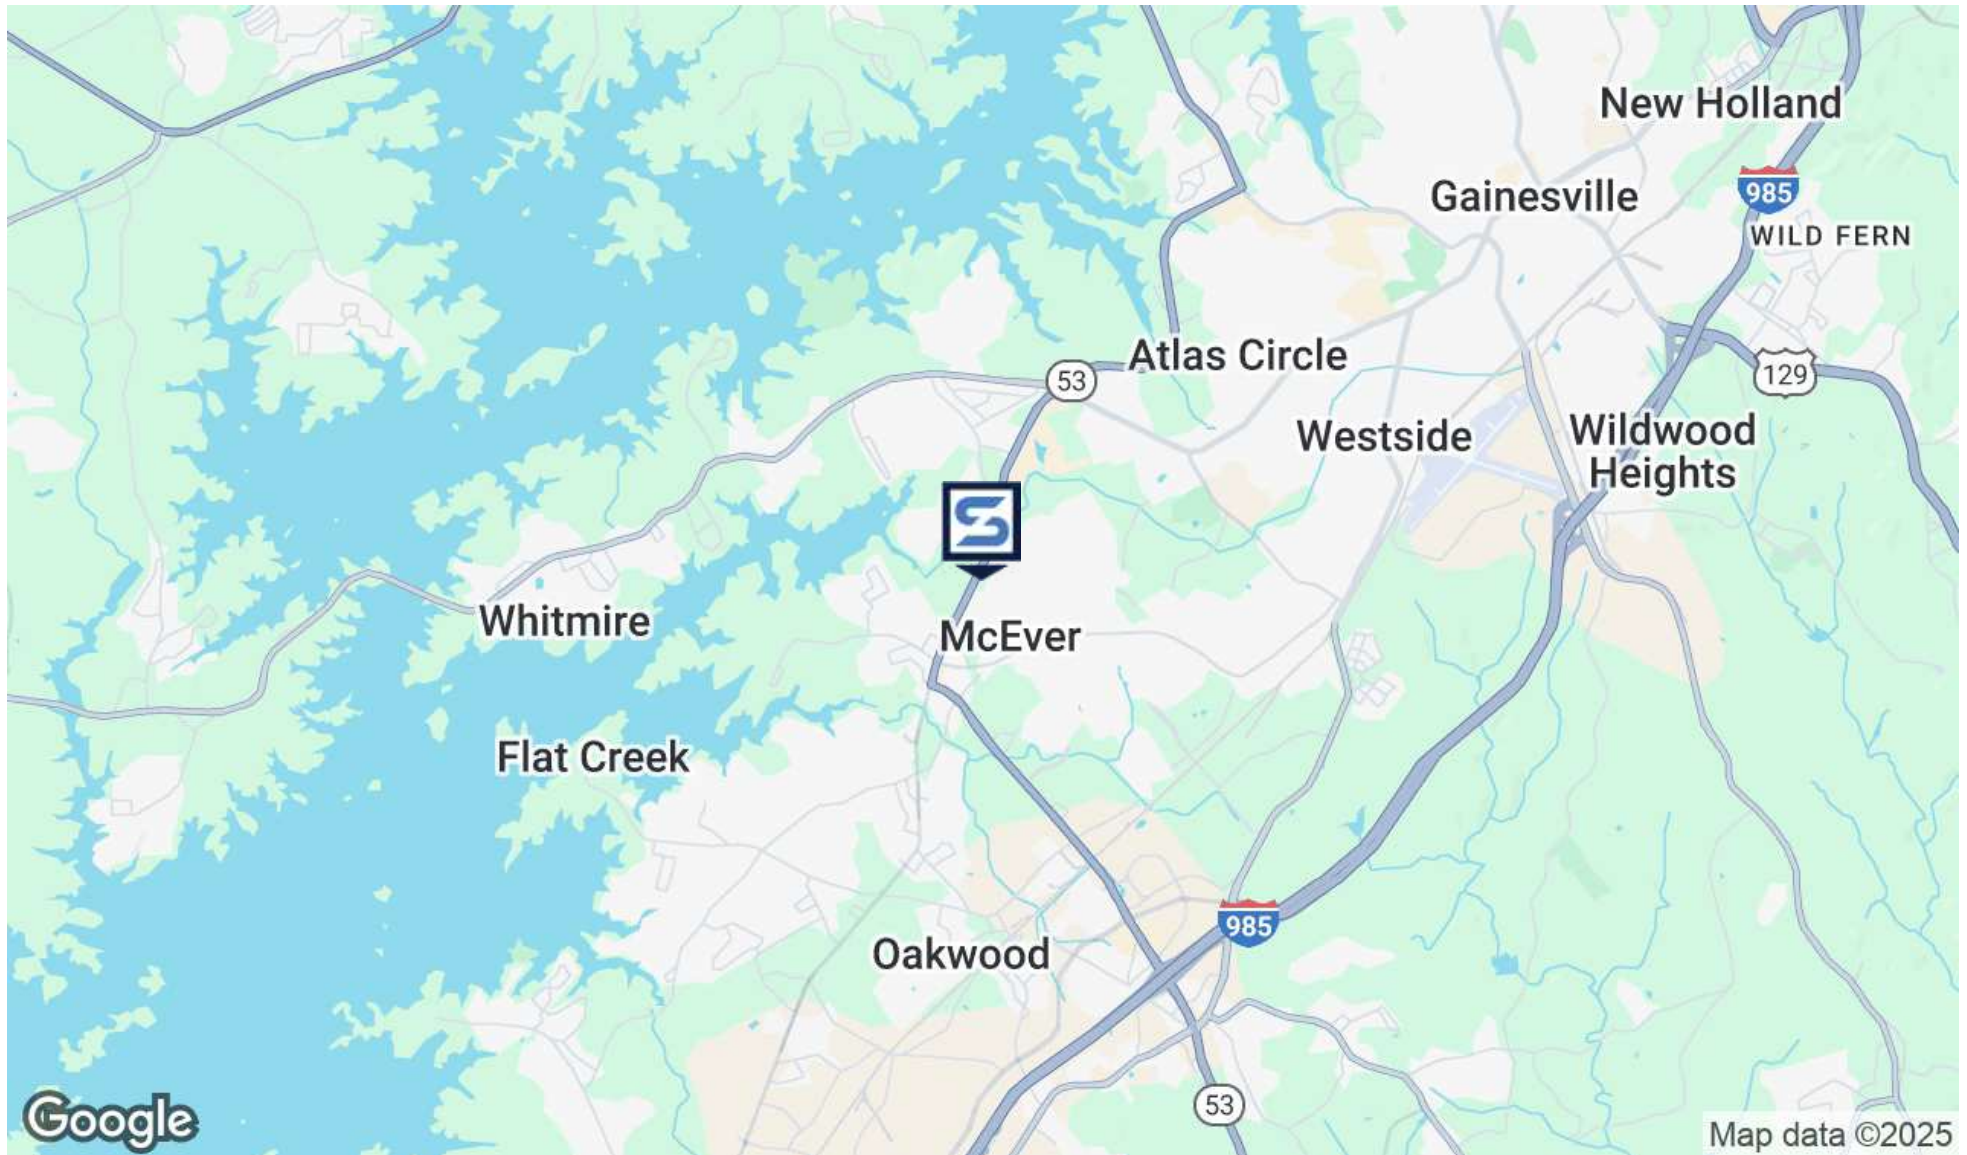 New Holland
Gainesville
985
WILD FERN
Atlas Circle
53
129
Westside
Wildwood
Heights
S
Whitmire
McEver
Flat Creek
985
Oakwood
53
Google
Map data ©2025